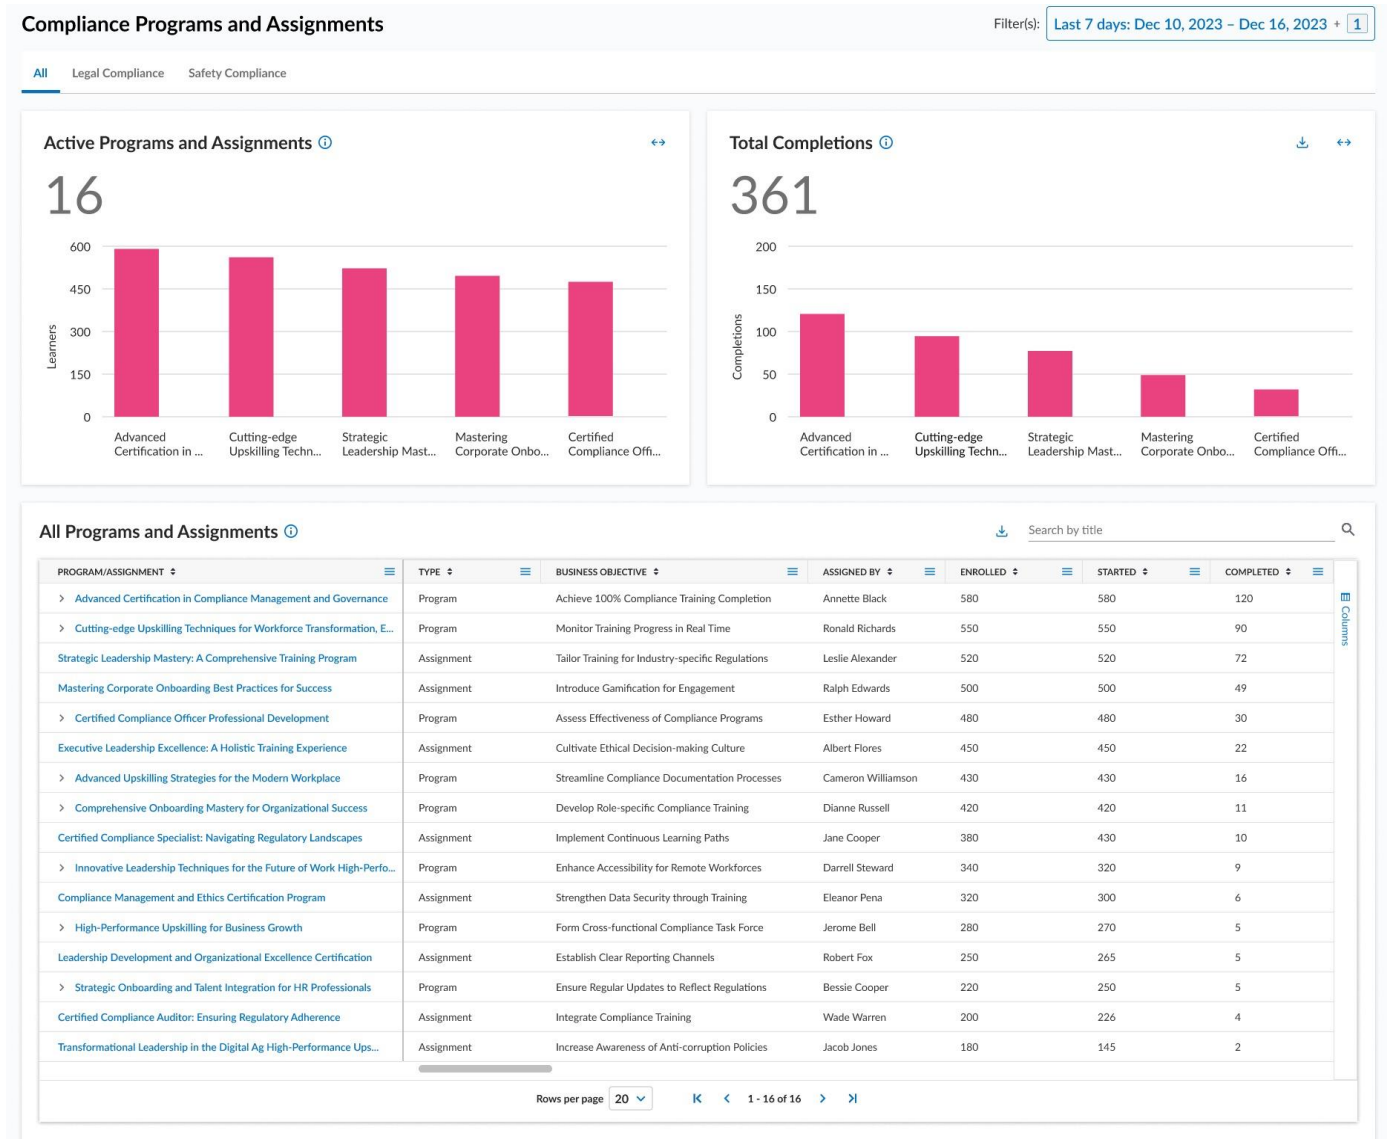 Compliance Programs and Assignments
Filter(s): Last 7 days: Dec 10, 2023 – Dec 16, 2023 + 1
All Legal Compliance Safety Compliance
Active Programs and Assignments
16
600
450
300
150
0
Learners
Advanced Certification in ...
Cutting-edge Upskilling Techn...
Strategic Leadership Mast...
Mastering Corporate Onbo...
Certified Compliance Offi...
Total Completions
361
200
150
100
50
0
Completions
Advanced Certification in ...
Cutting-edge Upskilling Techn...
Strategic Leadership Mast...
Mastering Corporate Onbo...
Certified Compliance Offi...
All Programs and Assignments
Search by title
PROGRAM/ASSIGNMENT TYPE BUSINESS OBJECTIVE ASSIGNED BY ENROLLED STARTED COMPLETED
Advanced Certification in Compliance Management and Governance Program Achieve 100% Compliance Training Completion Annette Black 580 580 120
Cutting-edge Upskilling Techniques for Workforce Transformation, E... Program Monitor Training Progress in Real Time Ronald Richards 550 550 90
Strategic Leadership Mastery: A Comprehensive Training Program Assignment Tailor Training for Industry-specific Regulations Leslie Alexander 520 520 72
Mastering Corporate Onboarding Best Practices for Success Assignment Introduce Gamification for Engagement Ralph Edwards 500 500 49
Certified Compliance Officer Professional Development Program Assess Effectiveness of Compliance Programs Esther Howard 480 480 30
Executive Leadership Excellence: A Holistic Training Experience Assignment Cultivate Ethical Decision-making Culture Albert Flores 450 450 22
Advanced Upskilling Strategies for the Modern Workplace Program Streamline Compliance Documentation Processes Cameron Williamson 430 430 16
Comprehensive Onboarding Mastery for Organizational Success Program Develop Role-specific Compliance Training Dianne Russell 420 420 11
Certified Compliance Specialist: Navigating Regulatory Landscapes Assignment Implement Continuous Learning Paths Jane Cooper 380 430 10
Innovative Leadership Techniques for the Future of Work High-Perfo... Program Enhance Accessibility for Remote Workforces Darrell Steward 340 320 9
Compliance Management and Ethics Certification Program Assignment Strengthen Data Security through Training Eleanor Pena 320 300 6
High-Performance Upskilling for Business Growth Program Form Cross-functional Compliance Task Force Jerome Bell 280 270 5
Leadership Development and Organizational Excellence Certification Assignment Establish Clear Reporting Channels Robert Fox 250 265 5
Strategic Onboarding and Talent Integration for HR Professionals Program Ensure Regular Updates to Reflect Regulations Bessie Cooper 220 250 5
Certified Compliance Auditor: Ensuring Regulatory Adherence Assignment Integrate Compliance Training Wade Warren 200 226 4
Transformational Leadership in the Digital Ag High-Performance Ups... Assignment Increase Awareness of Anti-corruption Policies Jacob Jones 180 145 2
Columns
Rows per page 20 1 - 16 of 16